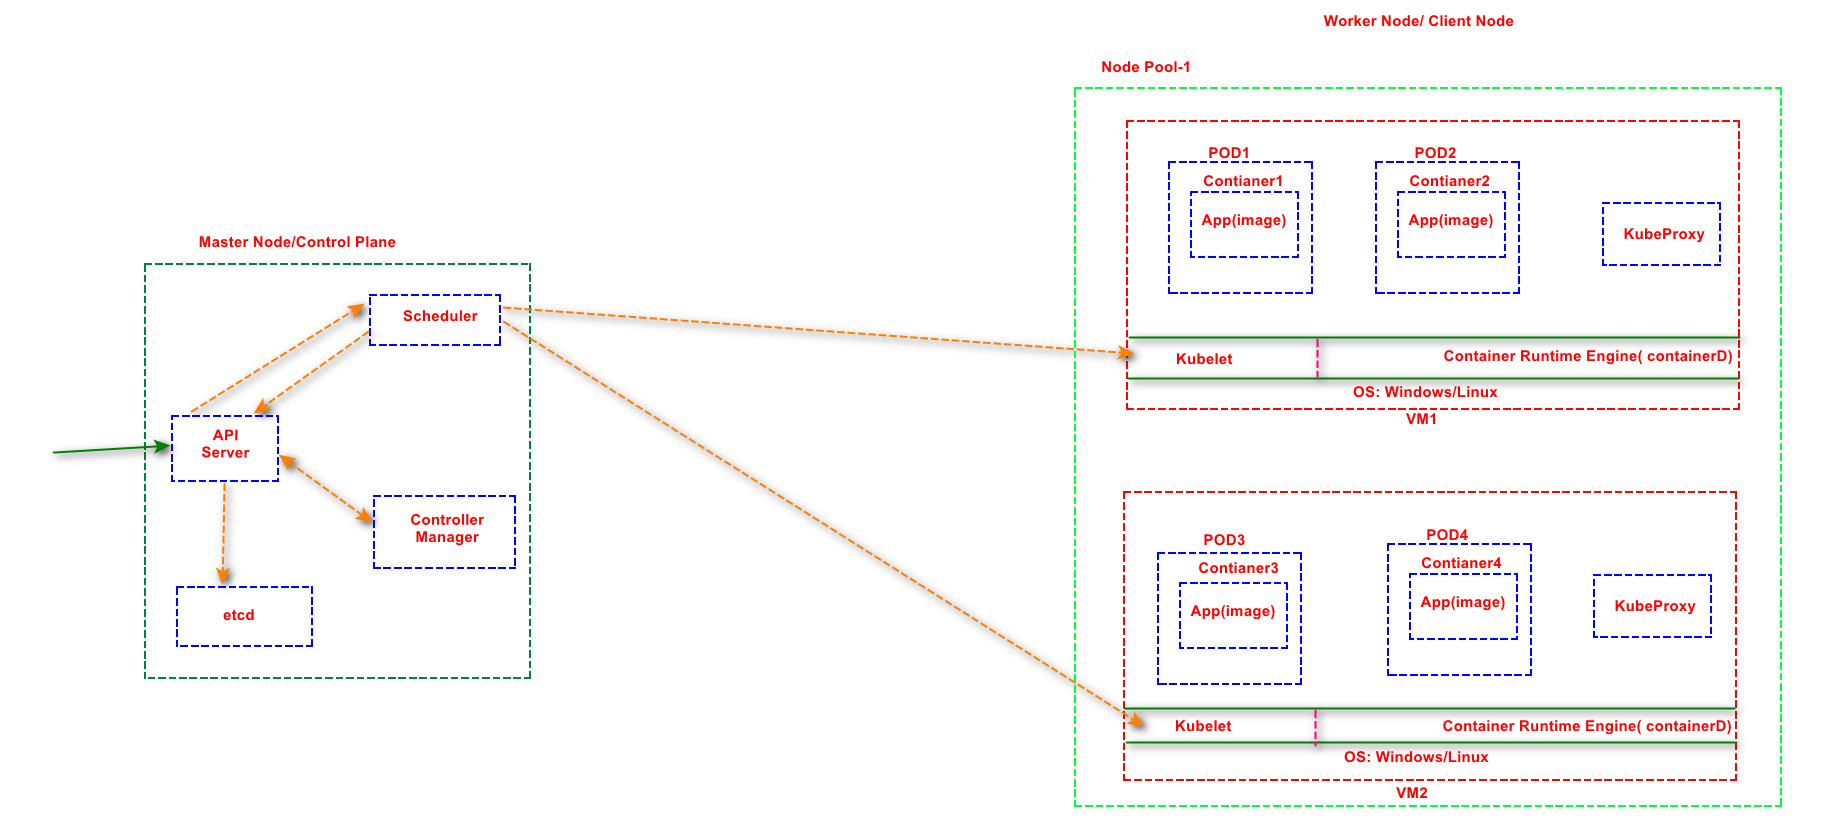 Worker Node/ Client Node
Node Pool-1
POD1
POD2
Contianer1
Contianer2
App(image)
App(image)
KubeProxy
Master Node/Control Plane
Scheduler
Kubelet
Container Runtime Engine( containerD)
OS: Windows/Linux
VM1
API
Server
Controller
Manager
etcd
POD3
POD4
Contianer3
Contianer4
App(image)
App(image)
KubeProxy
Kubelet
Container Runtime Engine( containerD)
OS: Windows/Linux
VM2